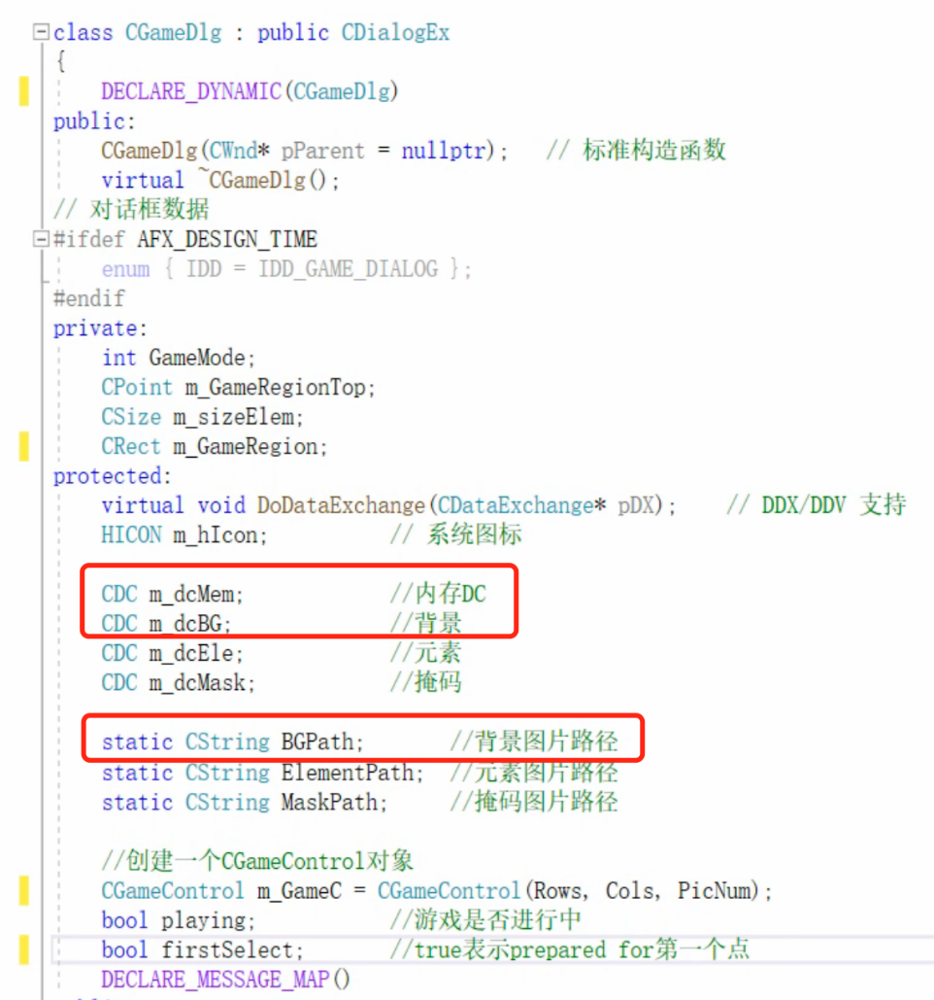 class CGameDlg : public CDialogEx
{
DECLARE_DYNAMIC(CGameDlg)
public:
CGameDlg(CWnd* pParent = nullptr); // 标准构造函数
virtual ~CGameDlg();
// 对话框数据
#ifdef AFX_DESIGN_TIME
enum { IDD = IDD_GAME_DIALOG };
#endif
private:
int GameMode;
CPoint m_GameRegionTop;
CSize m_sizeElem;
CRect m_GameRegion;
protected:
virtual void DoDataExchange(CDataExchange* pDX); // DDX/DDV 支持
HICON m_hIcon; // 系统图标
CDC m_dcMem; //内存DC
CDC m_dcBG; //背景
CDC m_dcEle; //元素
CDC m_dcMask; //掩码
static CString BGPath; //背景图片路径
static CString ElementPath; //元素图片路径
static CString MaskPath; //掩码图片路径
//创建一个CGameControl对象
CGameControl m_GameC = CGameControl(Rows, Cols, PicNum);
bool playing; //游戏是否进行中
bool firstSelect; //true表示prepared for第一个点
DECLARE_MESSAGE_MAP()